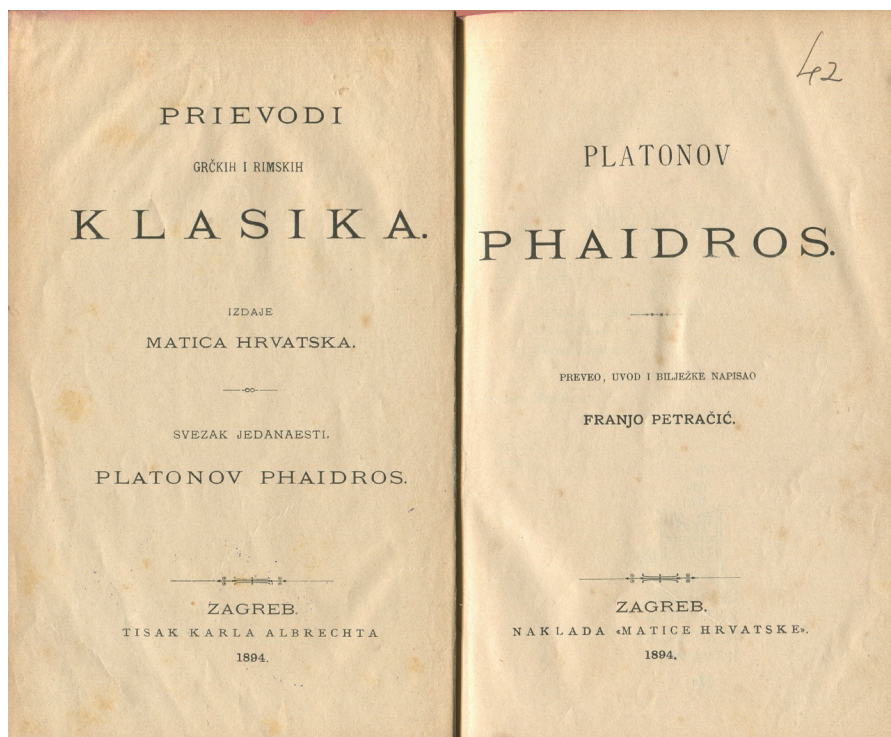 PRIEVODI
GRČKIH I RIMSKIH
KLASIKA.
IZDAJE
MATICA HRVATSKA.
SVEZAK JEDANAESTI.
PLATONOV PHAIDROS.
ZAGREB.
TISAK KARLA ALBRECHTA
1894.
42
PLATONOV
PHAIDROS.
PREVEO, UVOD I BILJEŽKE NAPISAO
FRANJO PETRAČIĆ.
ZAGREB.
NAKLADA «MATICE HRVATSKE».
1894.